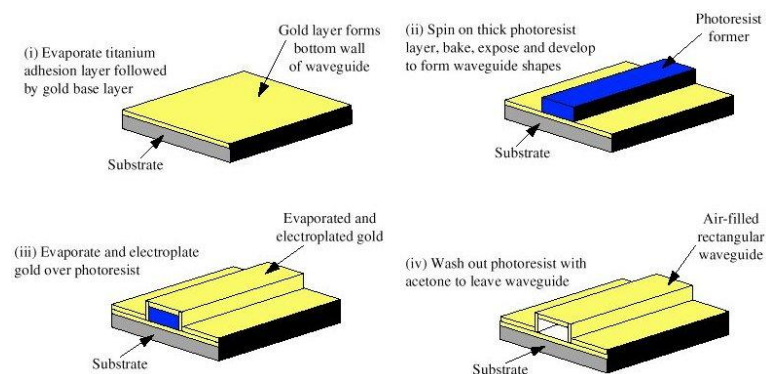 (i) Evaporate titanium
adhesion layer followed
by gold base layer
Gold layer forms
bottom wall
of waveguide
Substrate
(ii) Spin on thick photoresist
layer, bake, expose and develop
to form waveguide shapes
Photoresist
former
Substrate
(iii) Evaporate and electroplate
gold over photoresist
Evaporated and
electroplated gold
Substrate
(iv) Wash out photoresist with
acetone to leave waveguide
Air-filled
rectangular
waveguide
Substrate